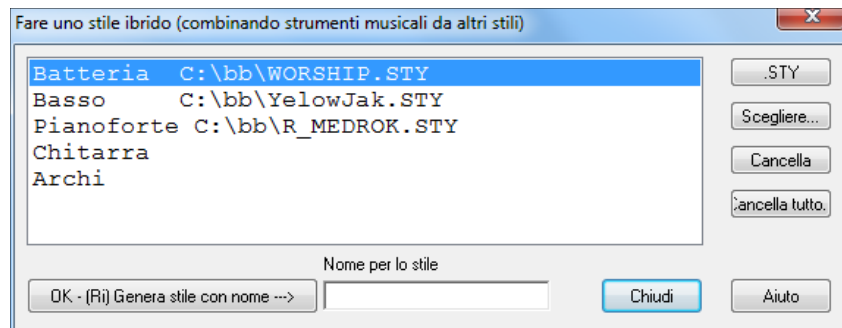 Fare uno stile ibrido (combinando strumenti musicali da altri stili)
Batteria C:\bb\WORSHIP.STY
Basso C:\bb\YelowJak.STY
Pianoforte C:\bb\R_MEDROK.STY
Chitarra
Archi
.STY
Scegliere...
Cancella
Cancella tutto.
Nome per lo stile
OK - (Ri) Genera stile con nome --->
Chiudi
Aiuto